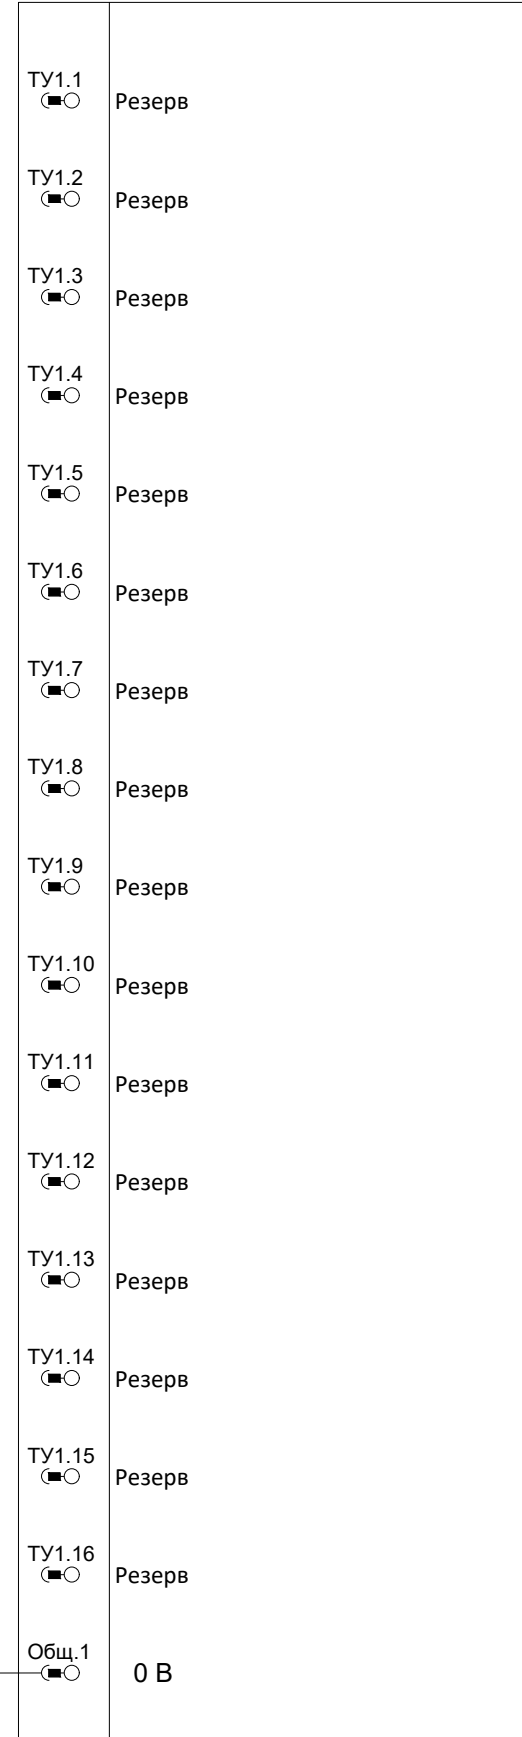 ТУ1.1
Резерв
ТУ1.2
Резерв
ТУ1.3
Резерв
ТУ1.4
Резерв
ТУ1.5
Резерв
ТУ1.6
Резерв
ТУ1.7
Резерв
ТУ1.8
Резерв
ТУ1.9
Резерв
ТУ1.10
Резерв
ТУ1.11
Резерв
ТУ1.12
Резерв
ТУ1.13
Резерв
ТУ1.14
Резерв
ТУ1.15
Резерв
ТУ1.16
Резерв
Общ.1
0 В